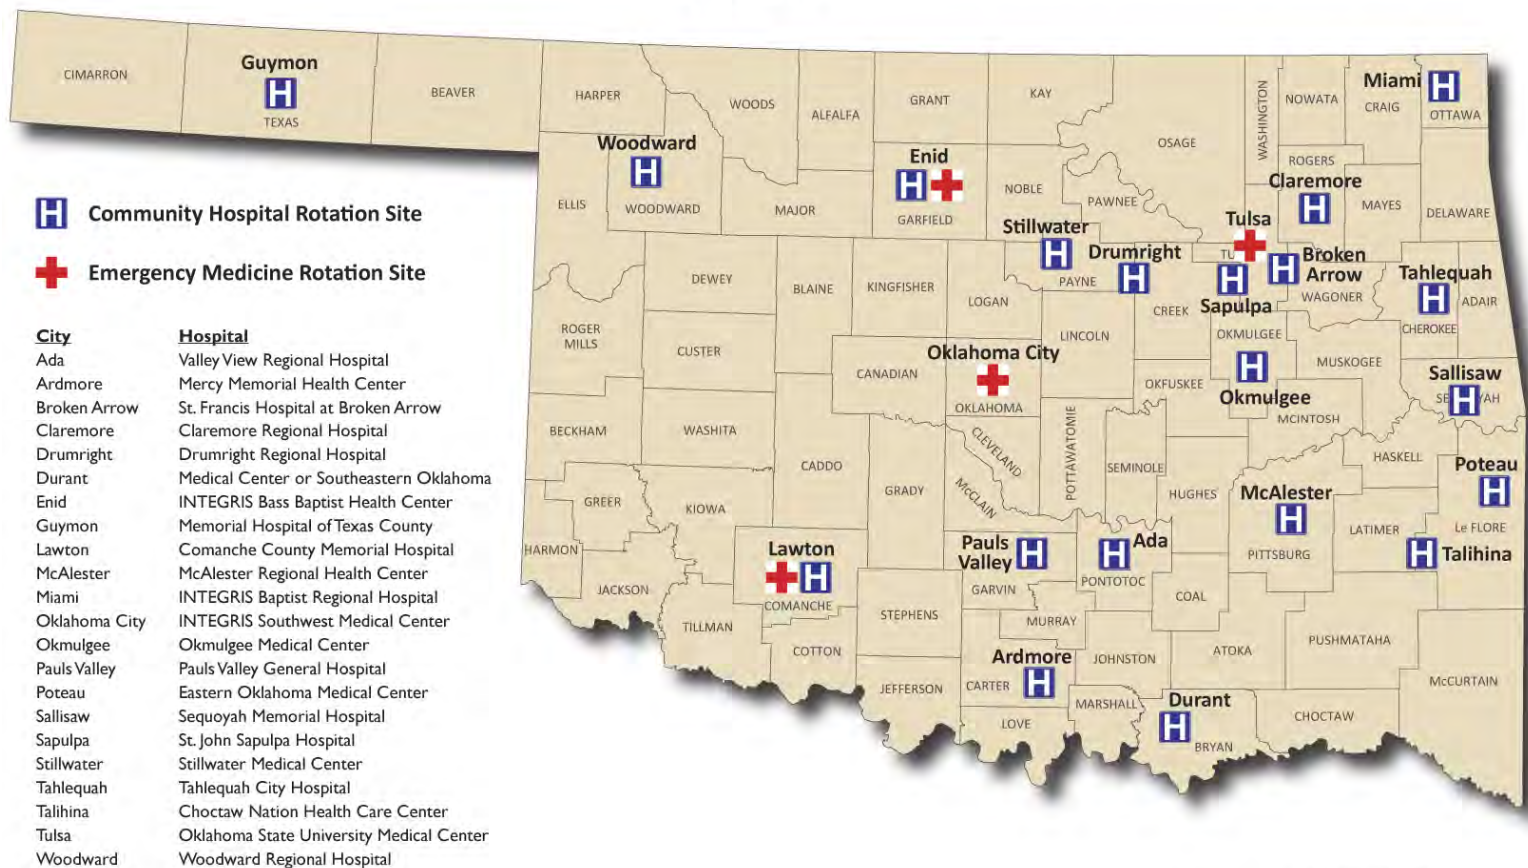 CIMARRON
Guymon
TEXAS
BEAVER
HARPER
WOODS
ALFALFA
GRANT
KAY
OSAGE
WASHINGTON
NOWATA
Miami
CRAIG
OTTAWA
Woodward
WOODWARD
ELLIS
MAJOR
Enid
GARFIELD
NOBLE
PAWNEE
ROGERS
Claremore
MAYES
DELAWARE
H Community Hospital Rotation Site
Emergency Medicine Rotation Site
Stillwater
PAYNE
Drumright
Tulsa
TU
Sapulpa
Broken
Arrow
WAGONER
Tahlequah
ADAIR
CHEROKEE
DEWEY
BLAINE
KINGFISHER
LOGAN
LINCOLN
CREEK
OKMULGEE
Okmulgee
MUSKOGEE
ROGER
MILLS
CUSTER
CANADIAN
Oklahoma City
OKLAHOMA
OKFUSKEE
MCINTOSH
Sallisaw
SE YAH
BECKHAM
WASHITA
CADDO
GRADY
CLEVELAND
McCLAIN
POTTAWATOMIE
SEMINOLE
HUGHES
HASKELL
McAlester
PITTSBURG
LATIMER
Poteau
Le FLORE
Talihina
GREER
KIOWA
HARMON
JACKSON
Lawton
COMANCHE
Pauls
Valley
GARVIN
Ada
PONTOTOC
COAL
TILLMAN
COTTON
STEPHENS
MURRAY
JOHNSTON
ATOKA
PUSHMATAHA
McCURTAIN
JEFFERSON
Ardmore
CARTER
LOVE
MARSHALL
Durant
BRYAN
CHOCTAW
City Hospital
Ada Valley View Regional Hospital
Ardmore Mercy Memorial Health Center
Broken Arrow St. Francis Hospital at Broken Arrow
Claremore Claremore Regional Hospital
Drumright Drumright Regional Hospital
Durant Medical Center or Southeastern Oklahoma
Enid INTEGRIS Bass Baptist Health Center
Guymon Memorial Hospital of Texas County
Lawton Comanche County Memorial Hospital
McAlester McAlester Regional Health Center
Miami INTEGRIS Baptist Regional Hospital
Oklahoma City INTEGRIS Southwest Medical Center
Okmulgee Okmulgee Medical Center
Pauls Valley Pauls Valley General Hospital
Poteau Eastern Oklahoma Medical Center
Sallisaw Sequoyah Memorial Hospital
Sapulpa St. John Sapulpa Hospital
Stillwater Stillwater Medical Center
Tahlequah Tahlequah City Hospital
Talihina Choctaw Nation Health Care Center
Tulsa Oklahoma State University Medical Center
Woodward Woodward Regional Hospital